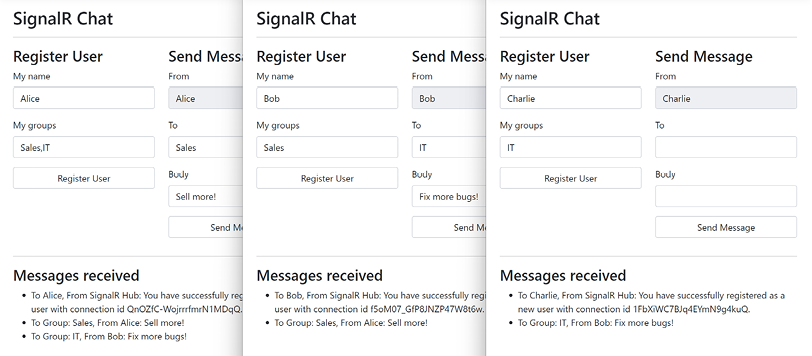 SignalR Chat
Register User
My name
Alice
My groups
Sales,IT
Register User
Send Messa
From
Alice
To
Sales
Body
Sell more!
Send Me
Messages received
To Alice, From SignalR Hub: You have successfully reg
user with connection id QnOZfC-WojrrrfmrN1MDqQ.
To Group: Sales, From Alice: Sell more!
To Group: IT, From Bob: Fix more bugs!
SignalR Chat
Register User
My name
Bob
My groups
Sales
Register User
Send Messa
From
Bob
To
IT
Body
Fix more bugs!
Send Me
Messages received
To Bob, From SignalR Hub: You have successfully regi
user with connection id f5oM07_GfP8JNZP47W8t6w.
To Group: Sales, From Alice: Sell more!
SignalR Chat
Register User
My name
Charlie
My groups
IT
Register User
Send Message
From
Charlie
To
Body
Send Message
Messages received
To Charlie, From SignalR Hub: You have successfully registered as a
new user with connection id 1FbXiWC7BJq4EYmN9g4kuQ.
To Group: IT, From Bob: Fix more bugs!